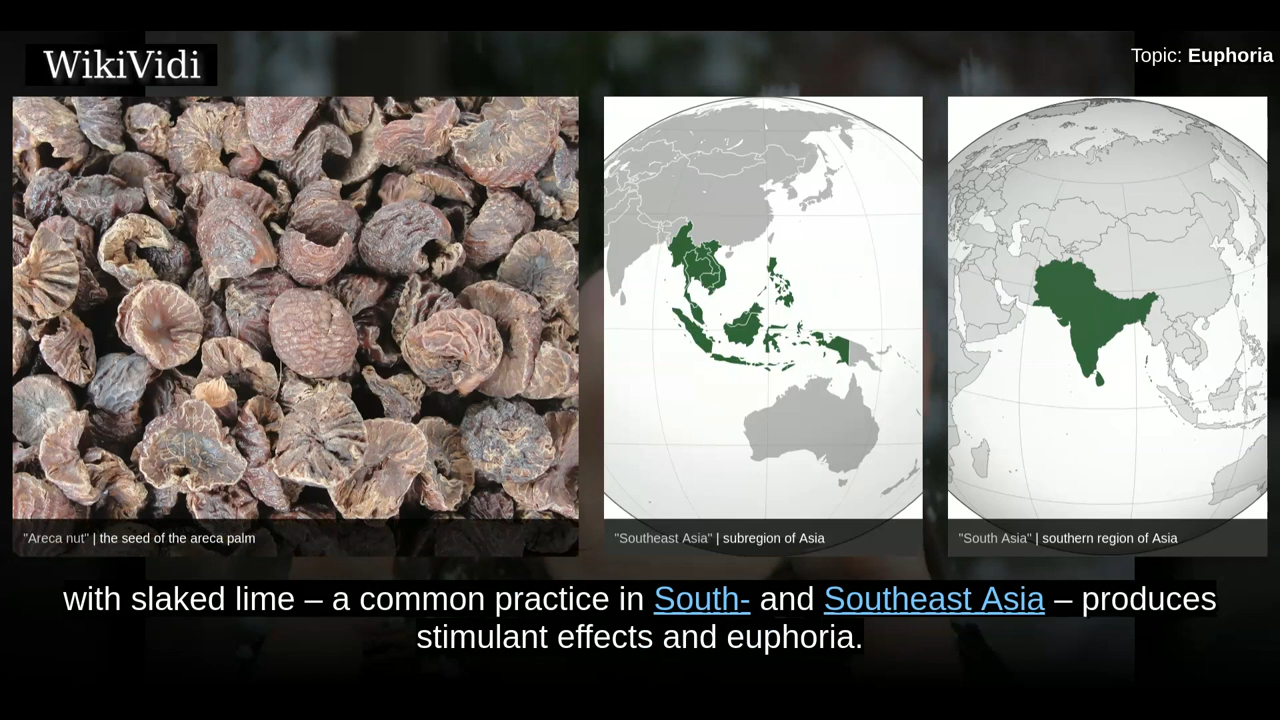 WikiVidi
Topic: Euphoria
"Areca nut" | the seed of the areca palm
"Southeast Asia" | subregion of Asia
"South Asia" | southern region of Asia
with slaked lime – a common practice in South- and Southeast Asia – produces
stimulant effects and euphoria.